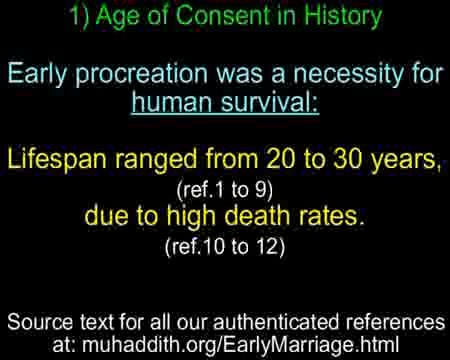 1) Age of Consent in History
Early procreation was a necessity for
human survival:
Lifespan ranged from 20 to 30 years,
(ref.1 to 9)
due to high death rates.
(ref.10 to 12)
Source text for all our authenticated references
at: muhaddith.org/EarlyMarriage.html